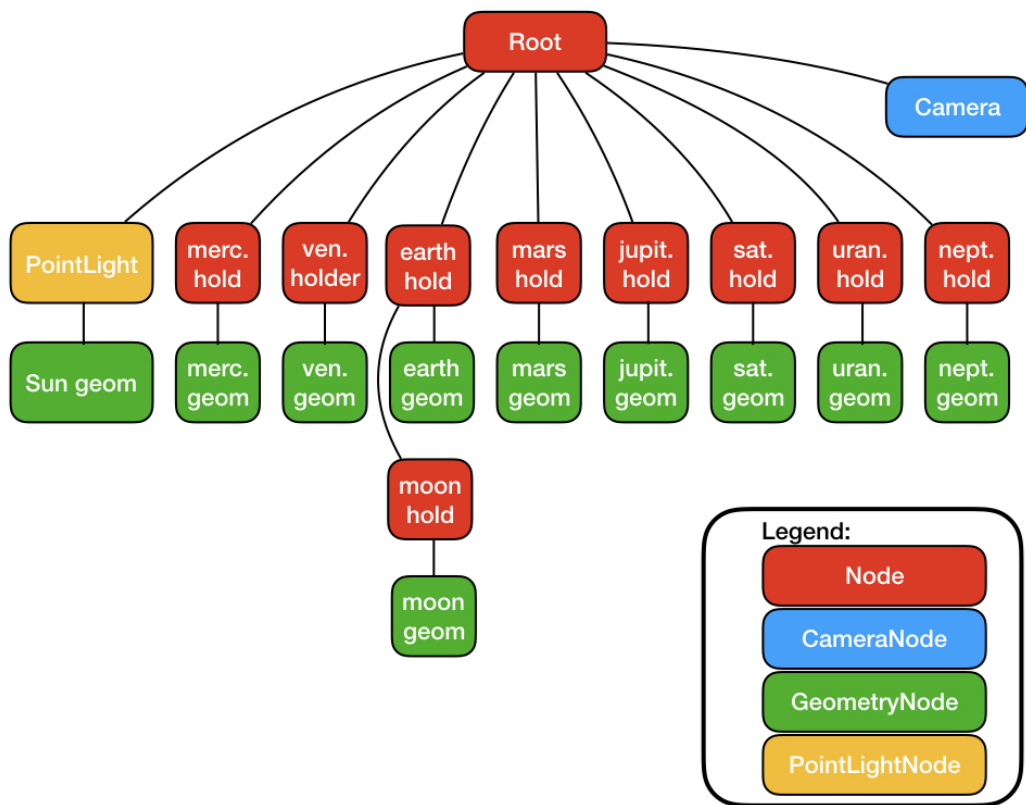 Root
Camera
PointLight
merc.
hold
ven.
holder
earth
hold
mars
hold
jupit.
hold
sat.
hold
uran.
hold
nept.
hold
Sun geom
merc.
geom
ven.
geom
earth
geom
mars
geom
jupit.
geom
sat.
geom
uran.
geom
nept.
geom
moon
hold
moon
geom
Legend:
Node
CameraNode
GeometryNode
PointLightNode